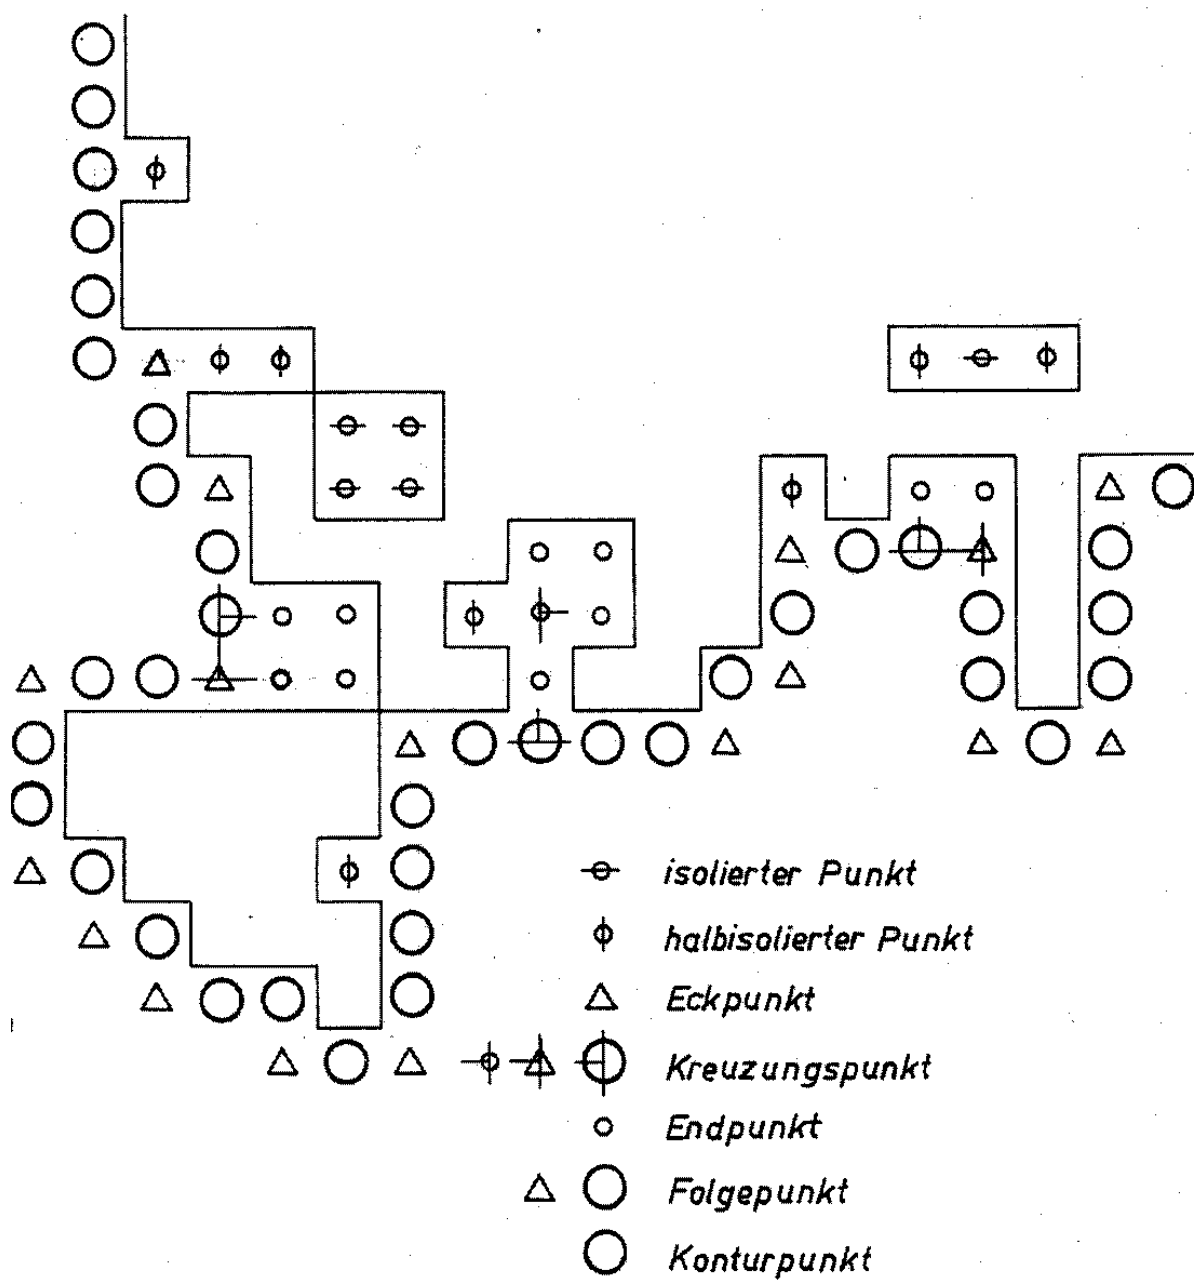 isolierter Punkt
halbisolierter Punkt
Eckpunkt
Kreuzungspunkt
Endpunkt
Folgepunkt
Konturpunkt